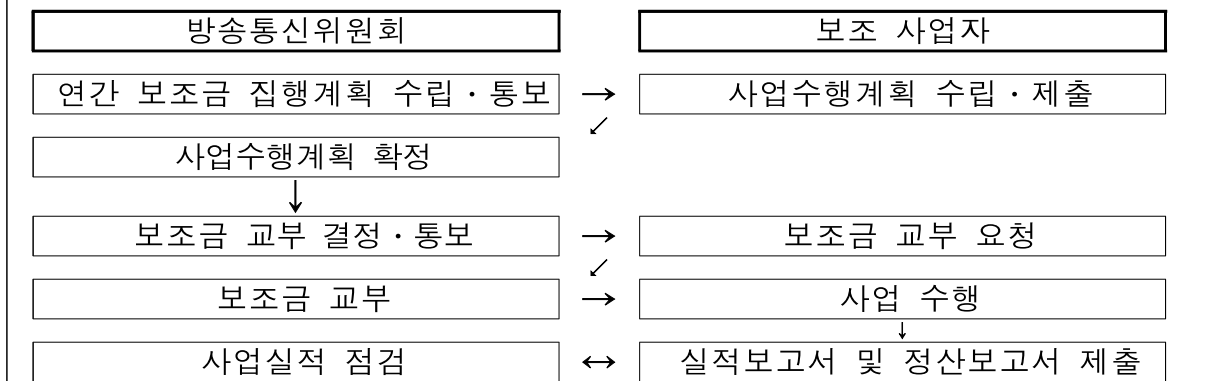 방송통신위원회 보조 사업자
연간 보조금 집행계획 수립·통보 → 사업수행계획 수립·제출
↙
사업수행계획 확정
↓
보조금 교부 결정·통보 → 보조금 교부 요청
↙
보조금 교부 → 사업 수행
↓
사업실적 점검 ↔ 실적보고서 및 정산보고서 제출